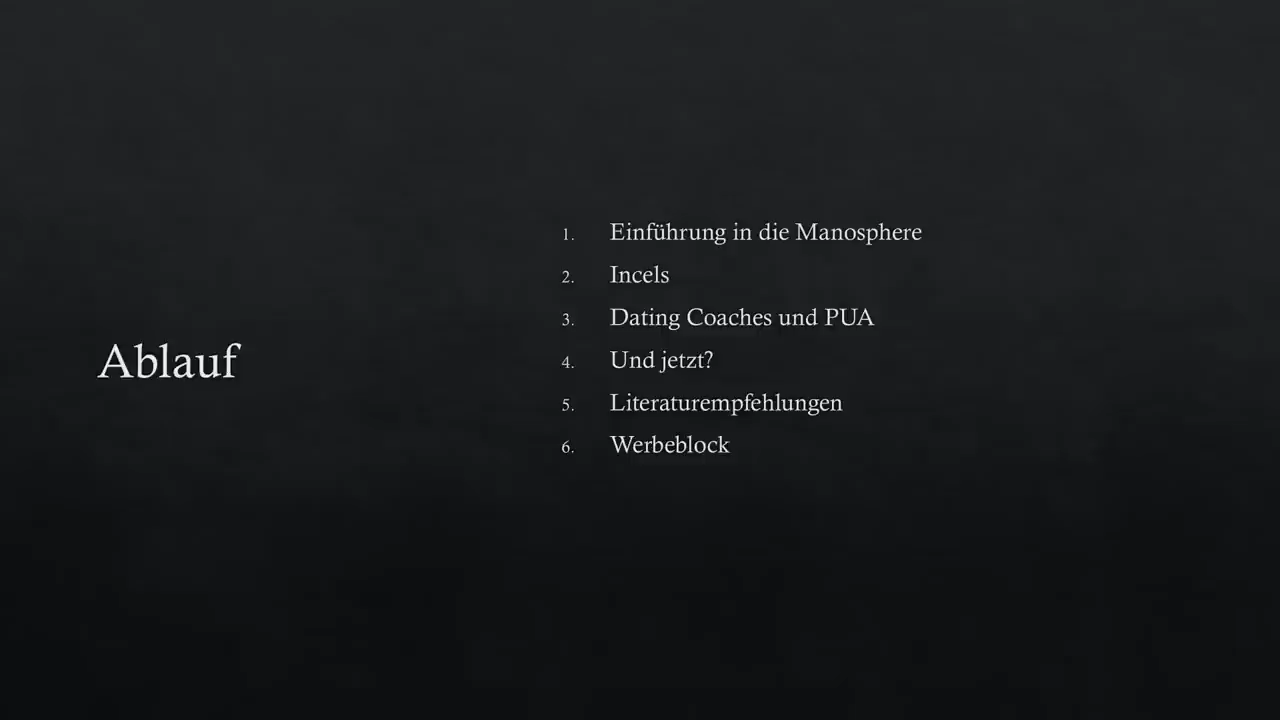 Ablauf
1. Einführung in die Manosphere
2. Incels
3. Dating Coaches und PUA
4. Und jetzt?
5. Literaturempfehlungen
6. Werbeblock